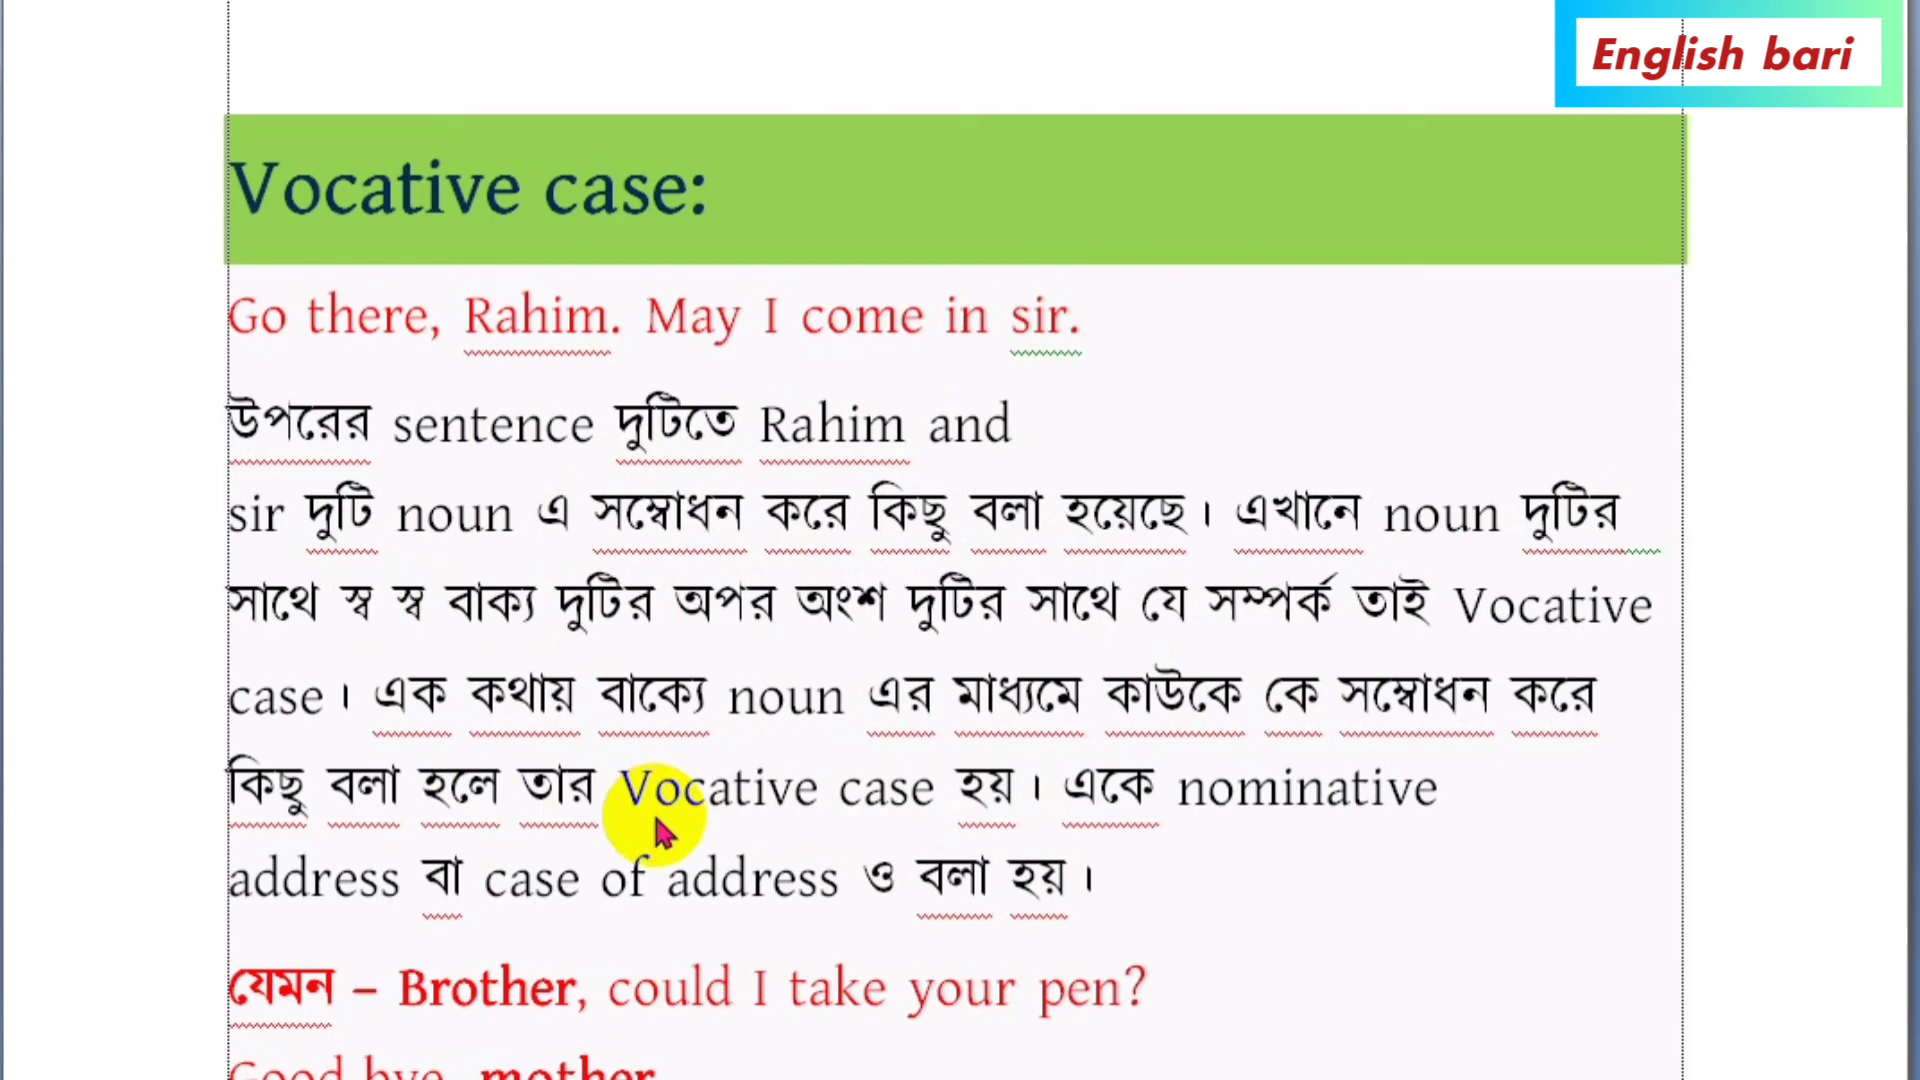 English bari
Vocative case:
Go there, Rahim. May I come in sir.
উপরের sentence দুটিতে Rahim and
sir দুটি noun এ সম্বোধন করে কিছু বলা হয়েছে। এখানে noun দুটির
সাথে স্ব স্ব বাক্য দুটির অপর অংশ দুটির সাথে যে সম্পর্ক তাই Vocative
case। এক কথায় বাক্যে noun এর মাধ্যমে কাউকে কে সম্বোধন করে
কিছু বলা হলে তার Vocative case হয়। একে nominative
address বা case of address ও বলা হয়।
যেমন – Brother, could I take your pen?
Good bye, mother